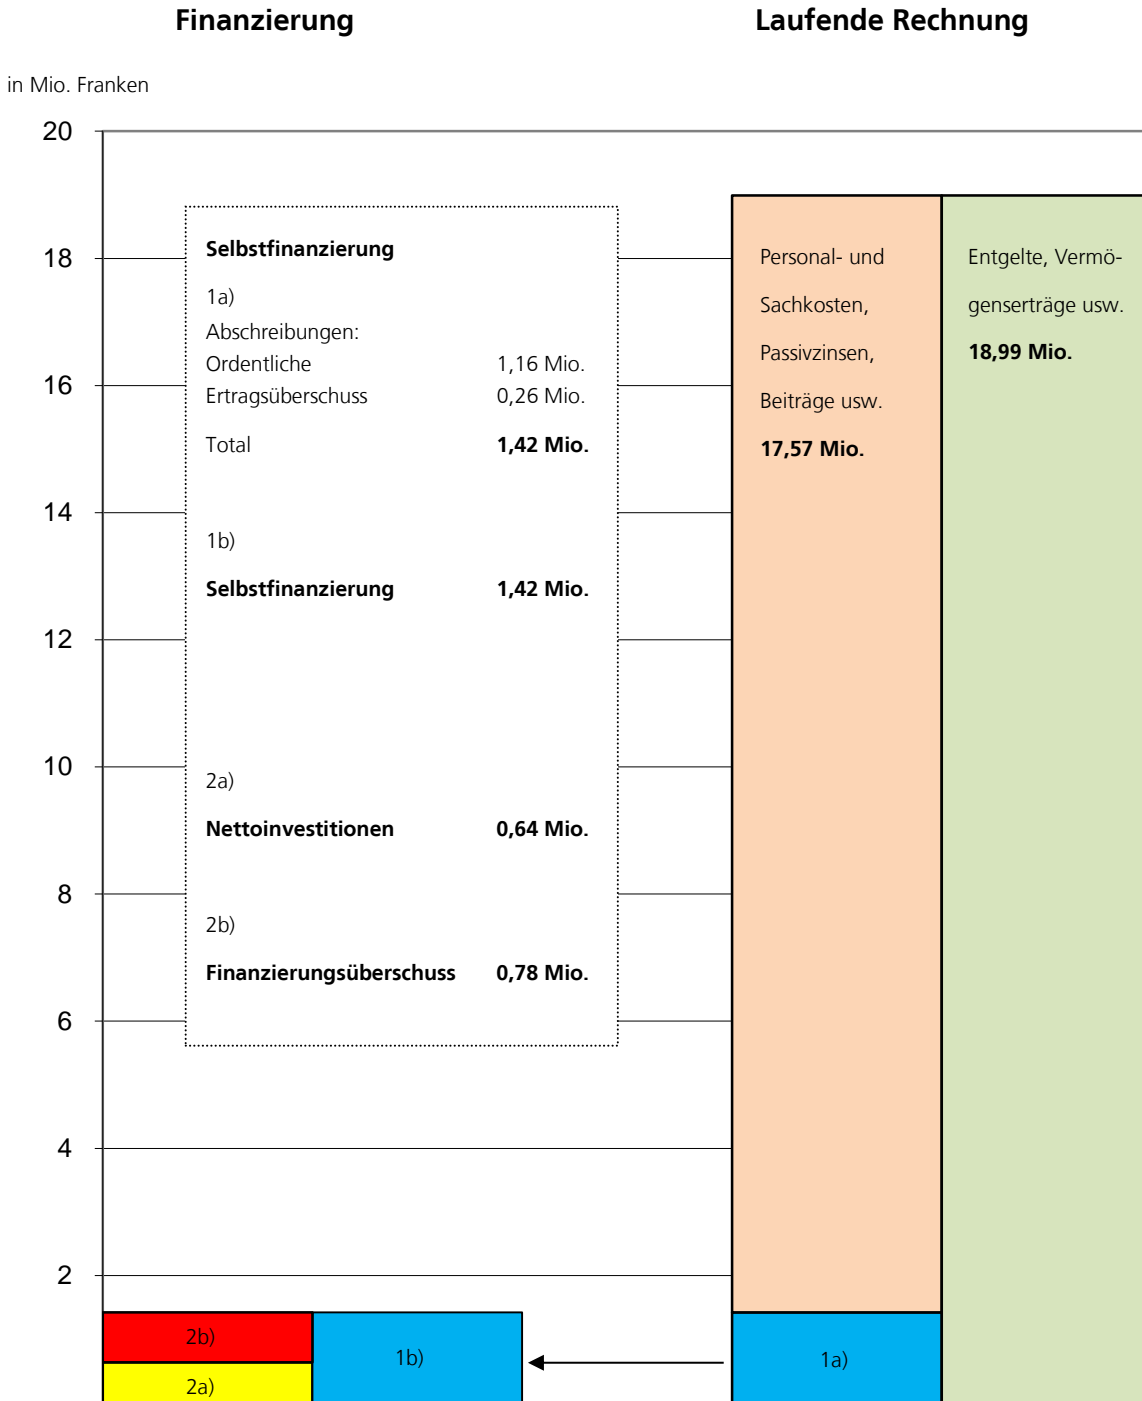 Finanzierung
Laufende Rechnung
in Mio. Franken
20
18
16
14
12
10
8
6
4
2
Selbstfinanzierung
1a)
Abschreibungen:
Ordentliche 1,16 Mio.
Ertragsüberschuss 0,26 Mio.
Total 1,42 Mio.
1b)
Selbstfinanzierung 1,42 Mio.
2a)
Nettoinvestitionen 0,64 Mio.
2b)
Finanzierungsüberschuss 0,78 Mio.
Personal- und
Sachkosten,
Passivzinsen,
Beiträge usw.
17,57 Mio.
Entgelte, Vermö-
genserträge usw.
18,99 Mio.
2b)
2a)
1b)
1a)